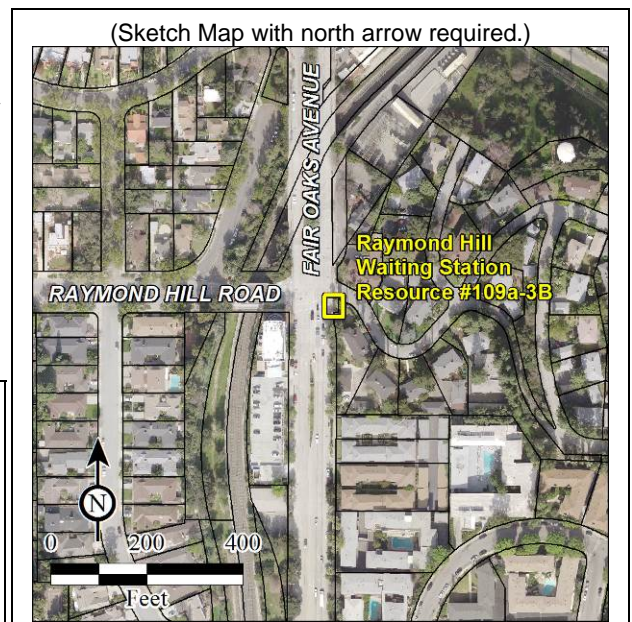 (Sketch Map with north arrow required.)
FAIR OAKS AVENUE
Raymond Hill
Waiting Station
Resource #109a-3B
RAYMOND HILL ROAD
N
0 200 400
Feet